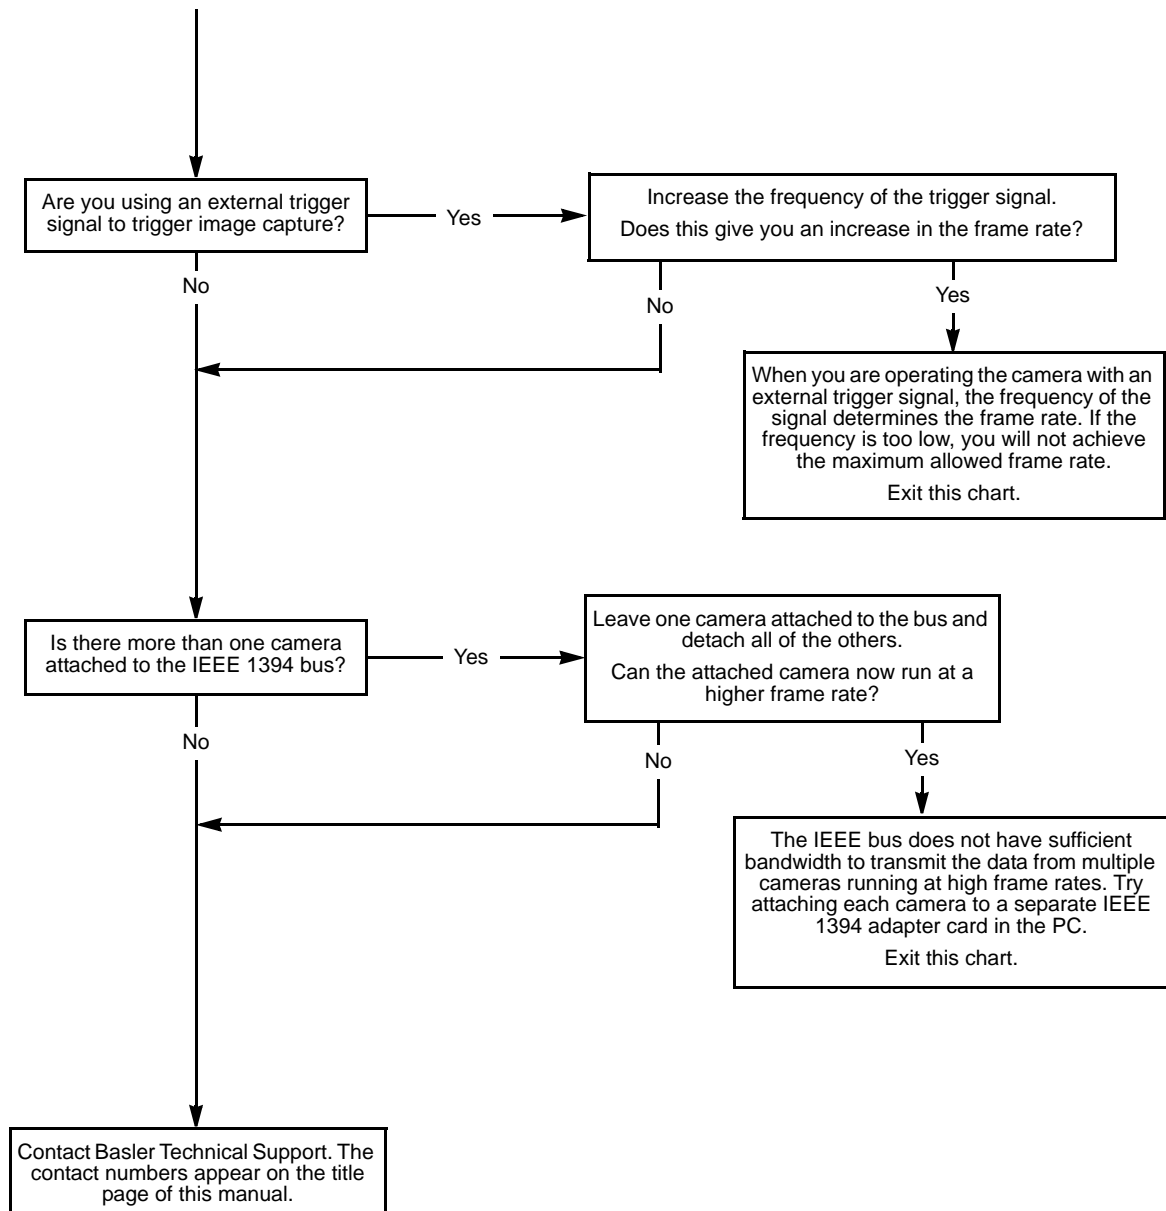 Are you using an external trigger
signal to trigger image capture?
Yes
Increase the frequency of the trigger signal.
Does this give you an increase in the frame rate?
No
No
Yes
When you are operating the camera with an
external trigger signal, the frequency of the
signal determines the frame rate. If the
frequency is too low, you will not achieve
the maximum allowed frame rate.
Exit this chart.
Is there more than one camera
attached to the IEEE 1394 bus?
Yes
Leave one camera attached to the bus and
detach all of the others.
Can the attached camera now run at a
higher frame rate?
No
No
Yes
The IEEE bus does not have sufficient
bandwidth to transmit the data from multiple
cameras running at high frame rates. Try
attaching each camera to a separate IEEE
1394 adapter card in the PC.
Exit this chart.
Contact Basler Technical Support. The
contact numbers appear on the title
page of this manual.